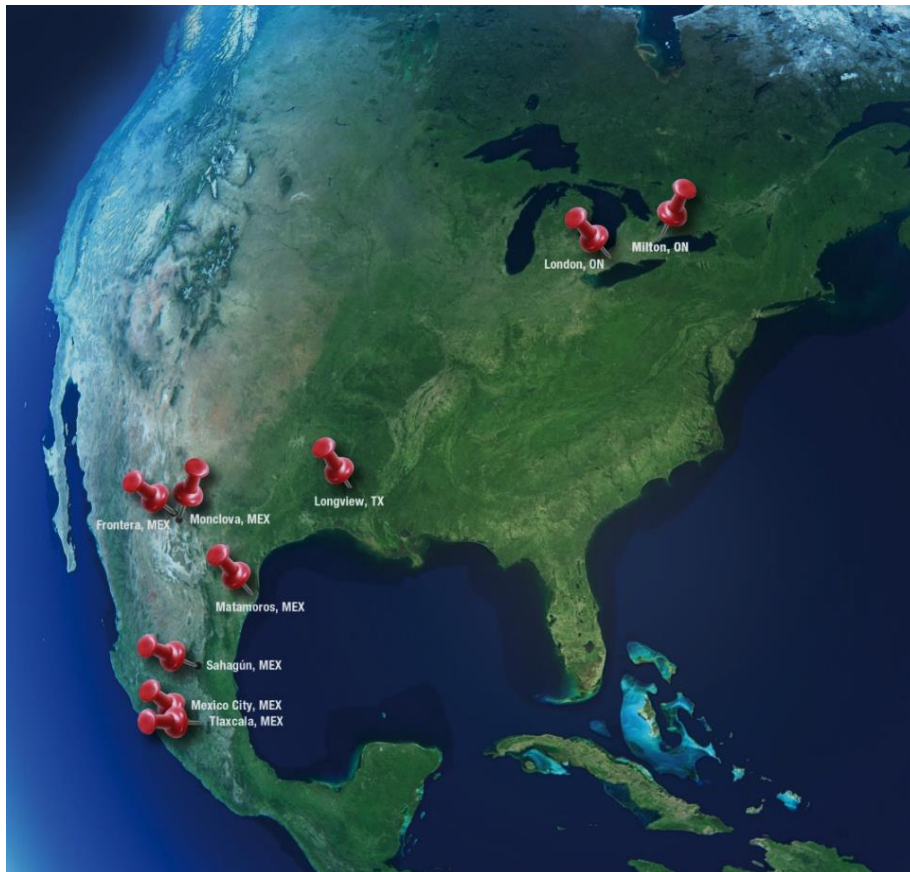 Milton, ON
London, ON
Longview, TX
Frontera, MEX
Monclova, MEX
Matamoros, MEX
Sahagún, MEX
Mexico City, MEX
Tlaxcala, MEX